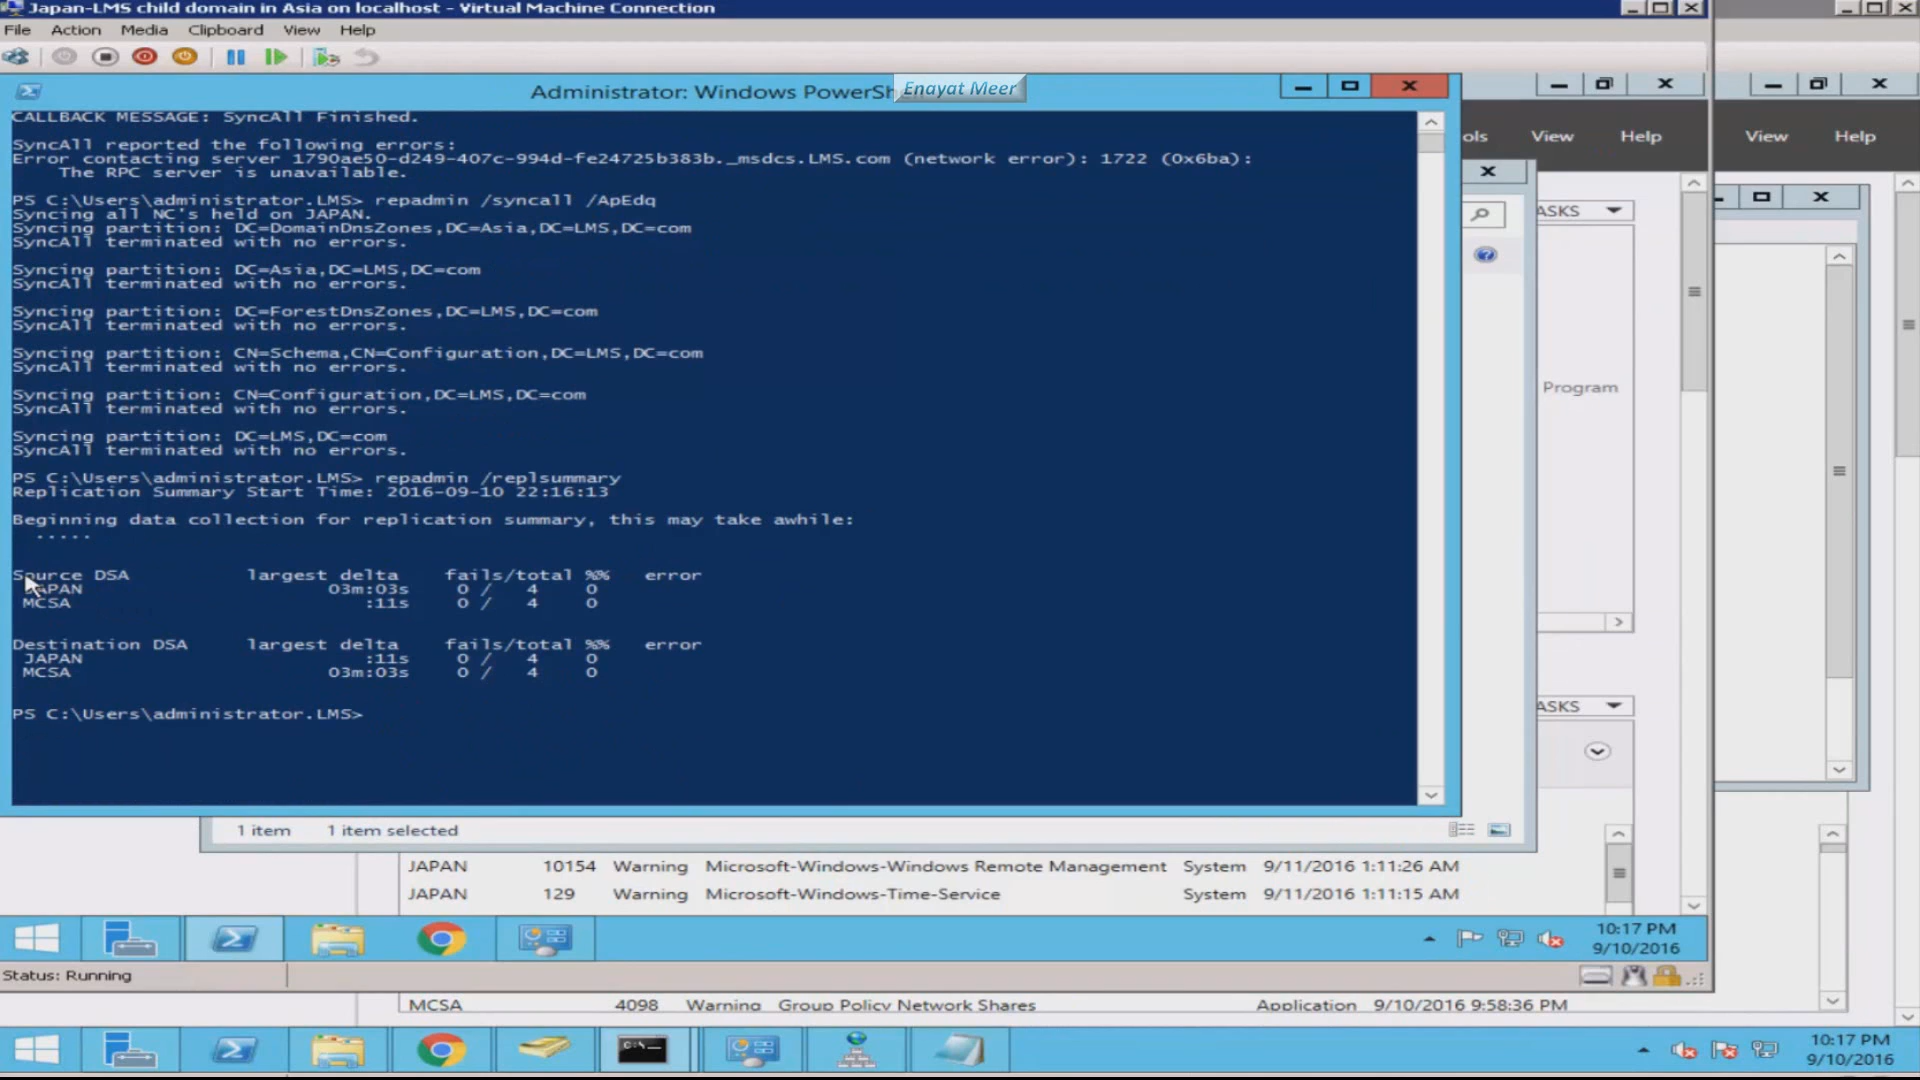 Japan-LMS child domain in Asia on localhost - Virtual Machine Connection
File Action Media Clipboard View Help
Administrator: Windows PowerSh
Enayat Meer
CALLBACK MESSAGE: SyncAll Finished.
SyncAll reported the following errors:
Error contacting server 1790ae50-d249-407c-994d-fe24725b383b._msdcs.LMS.com (network error): 1722 (0x6ba):
The RPC server is unavailable.
PS C:\Users\administrator.LMS> repadmin /syncall /ApEdq
Syncing all NC's held on JAPAN.
Syncing partition: DC=DomainDnsZones,DC=Asia,DC=LMS,DC=com
SyncAll terminated with no errors.
Syncing partition: DC=Asia,DC=LMS,DC=com
SyncAll terminated with no errors.
Syncing partition: DC=ForestDnsZones,DC=LMS,DC=com
SyncAll terminated with no errors.
Syncing partition: CN=Schema,CN=Configuration,DC=LMS,DC=com
SyncAll terminated with no errors.
Syncing partition: CN=Configuration,DC=LMS,DC=com
SyncAll terminated with no errors.
Syncing partition: DC=LMS,DC=com
SyncAll terminated with no errors.
PS C:\Users\administrator.LMS> repadmin /replsummary
Replication Summary Start Time: 2016-09-10 22:16:13
Beginning data collection for replication summary, this may take awhile:
.....
Source DSA largest delta fails/total %% error
JAPAN 03m:03s 0 / 4 0
MCSA :11s 0 / 4 0
Destination DSA largest delta fails/total %% error
JAPAN :11s 0 / 4 0
MCSA 03m:03s 0 / 4 0
PS C:\Users\administrator.LMS>
ols View Help
View Help
ASKS
Program
ASKS
1 item 1 item selected
JAPAN 10154 Warning Microsoft-Windows-Windows Remote Management System 9/11/2016 1:11:26 AM
JAPAN 129 Warning Microsoft-Windows-Time-Service System 9/11/2016 1:11:15 AM
10:17 PM
9/10/2016
Status: Running
MCSA 4098 Warning Group Policy Network Shares Application 9/10/2016 9:58:36 PM
10:17 PM
9/10/2016